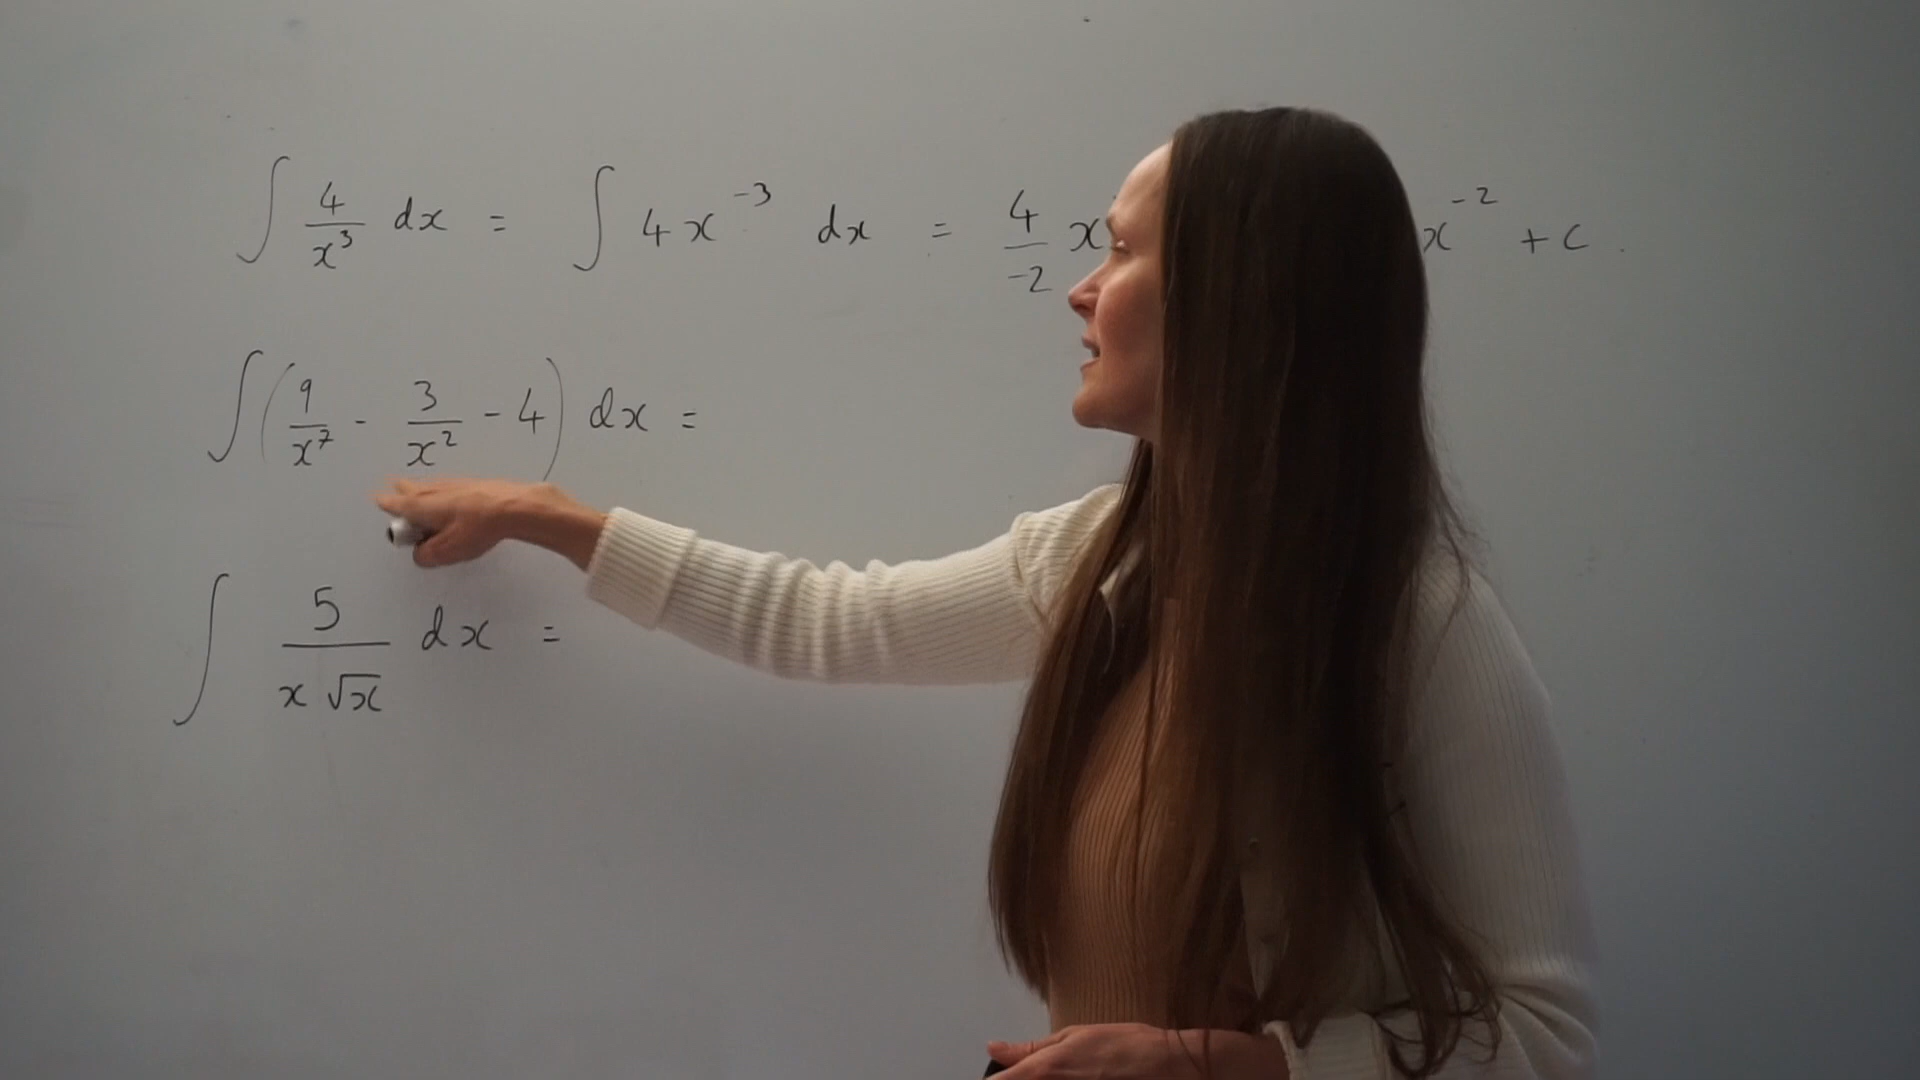 ∫ 4/x³ dx = ∫ 4x⁻³ dx = 4/-2 x x⁻² + c.
∫ (9/x⁷ - 3/x² - 4) dx =
∫ 5/(x√x) dx =